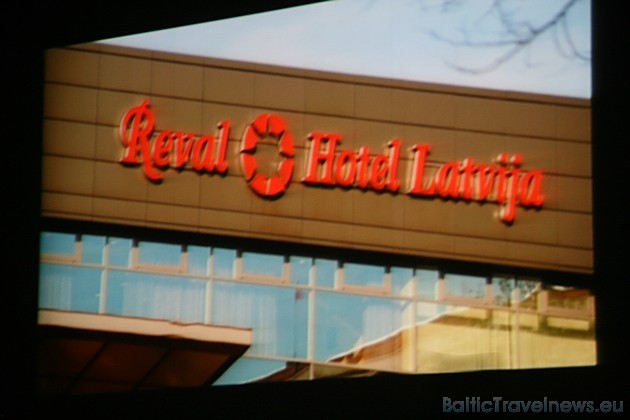 Reval Hotel Latvija
BalticTravelnews.eu